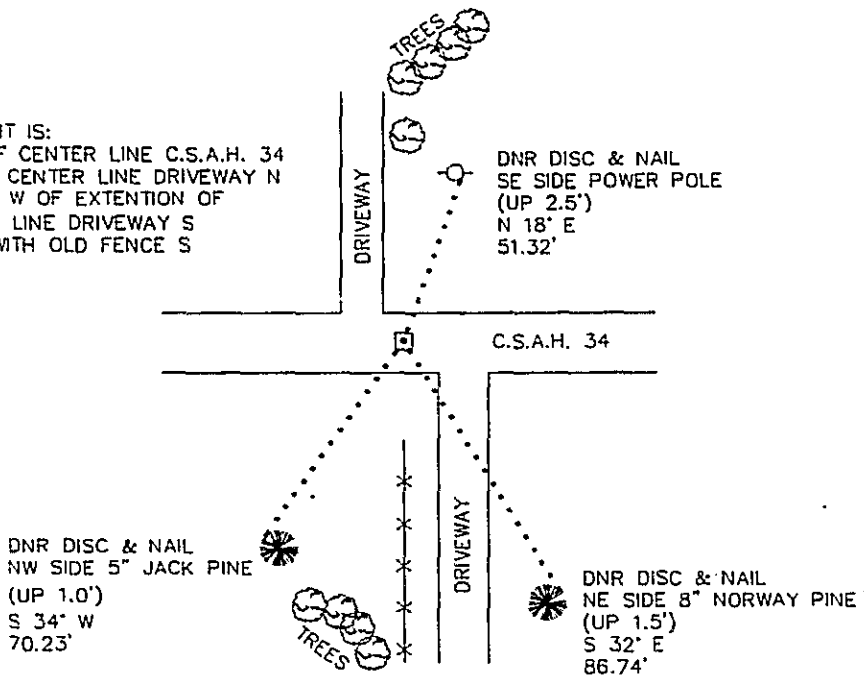 TREES
IT IS:
F CENTER LINE C.S.A.H. 34
CENTER LINE DRIVEWAY N
W OF EXTENTION OF
LINE DRIVEWAY S
WITH OLD FENCE S
DRIVEWAY
DNR DISC & NAIL
SE SIDE POWER POLE
(UP 2.5')
N 18° E
51.32'
C.S.A.H. 34
DRIVEWAY
DNR DISC & NAIL
NW SIDE 5" JACK PINE
(UP 1.0')
S 34° W
70.23'
TREES
DNR DISC & NAIL
NE SIDE 8" NORWAY PINE
(UP 1.5')
S 32° E
86.74'